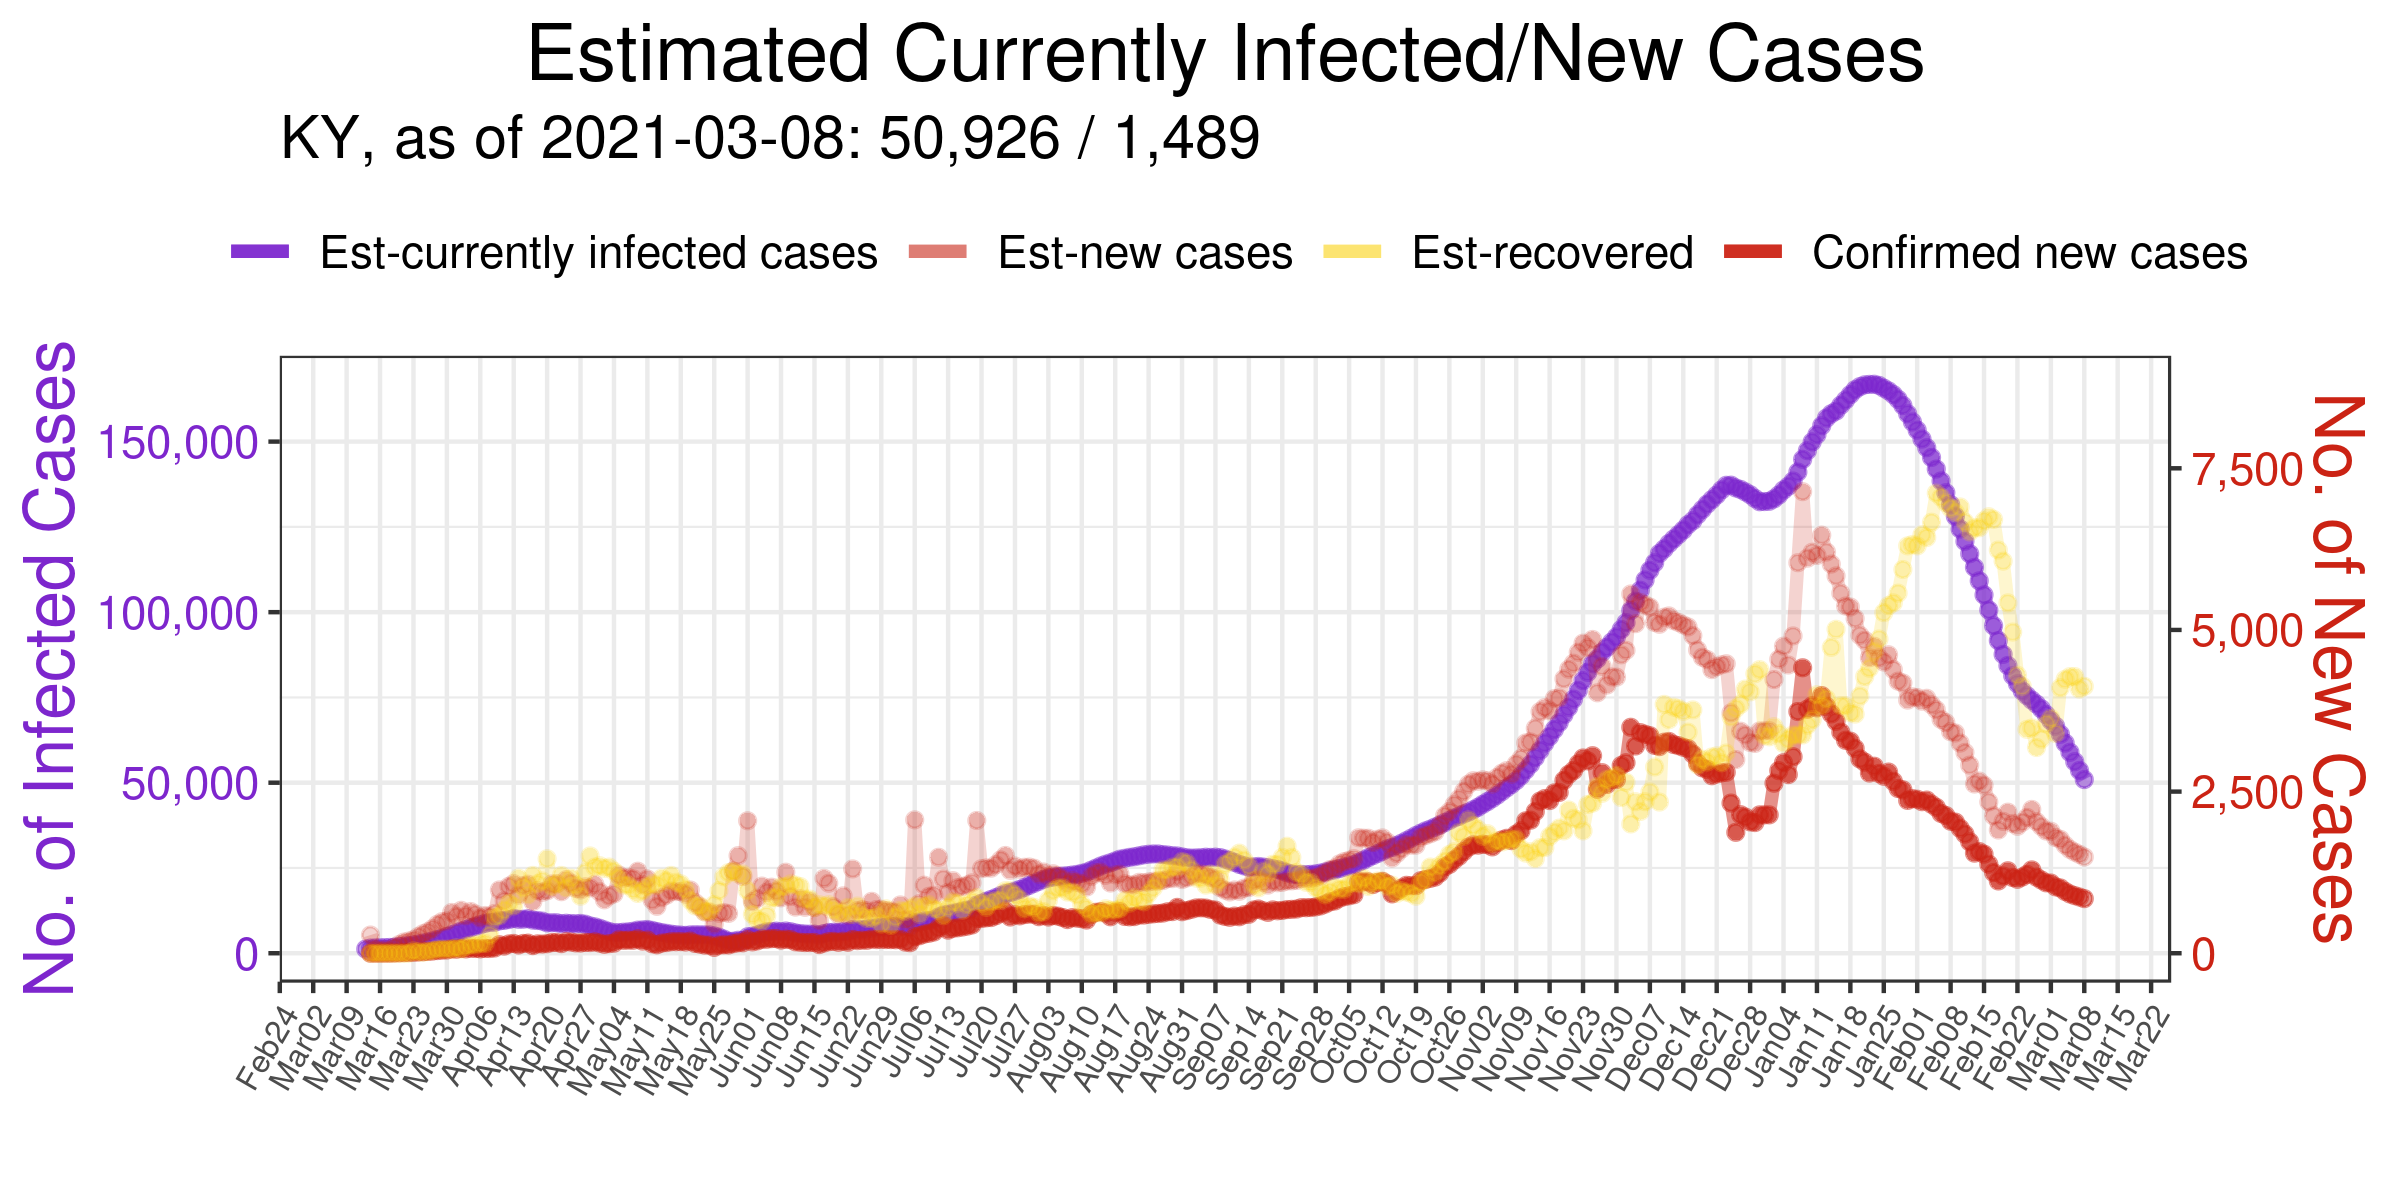 Estimated Currently Infected/New Cases
KY, as of 2021-03-08: 50,926 / 1,489
Est-currently infected cases Est-new cases Est-recovered Confirmed new cases
No. of Infected Cases
150,000
100,000
50,000
0
7,500
5,000
2,500
0
No. of New Cases
Feb24 Mar02 Mar09 Mar16 Mar23 Mar30 Apr06 Apr13 Apr20 Apr27 May04 May11 May18 May25 Jun01 Jun08 Jun15 Jun22 Jun29 Jul06 Jul13 Jul20 Jul27 Aug03 Aug10 Aug17 Aug24 Aug31 Sep07 Sep14 Sep21 Sep28 Oct05 Oct12 Oct19 Oct26 Nov02 Nov09 Nov16 Nov23 Nov30 Dec07 Dec14 Dec21 Dec28 Jan04 Jan11 Jan18 Jan25 Feb01 Feb08 Feb15 Feb22 Mar01 Mar08 Mar15 Mar22